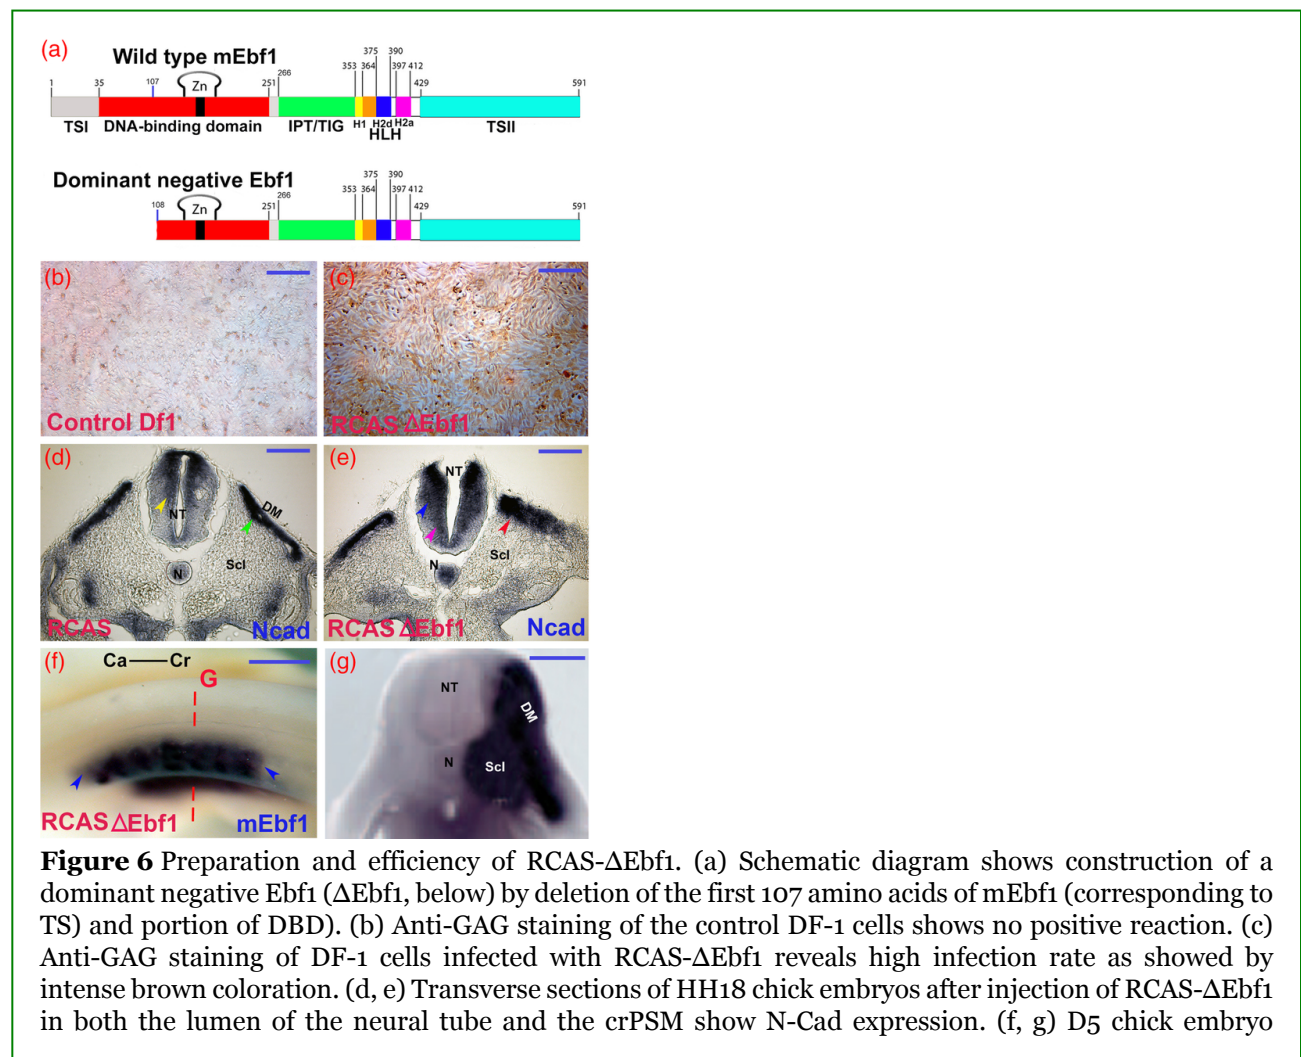 (a)
Wild type mEbf1
375 390
266
353 364 397 412
1 35 107 Zn 251 429 591
TSI DNA-binding domain IPT/TIG H1 H2d H2a TSII
HLH
Dominant negative Ebf1
375 390
266
353 364 397 412
108 Zn 251 429 591
(b) (c)
Control Df1 RCAS ΔEbf1
(d) (e)
NT DM NT
N Scl N Scl
RCAS Ncad RCAS ΔEbf1 Ncad
(f) Ca Cr (g)
G
NT DM
N Scl
RCAS ΔEbf1 mEbf1
Figure 6 Preparation and efficiency of RCAS-ΔEbf1. (a) Schematic diagram shows construction of a
dominant negative Ebf1 (ΔEbf1, below) by deletion of the first 107 amino acids of mEbf1 (corresponding to
TS) and portion of DBD). (b) Anti-GAG staining of the control DF-1 cells shows no positive reaction. (c)
Anti-GAG staining of DF-1 cells infected with RCAS-ΔEbf1 reveals high infection rate as showed by
intense brown coloration. (d, e) Transverse sections of HH18 chick embryos after injection of RCAS-ΔEbf1
in both the lumen of the neural tube and the crPSM show N-Cad expression. (f, g) D5 chick embryo